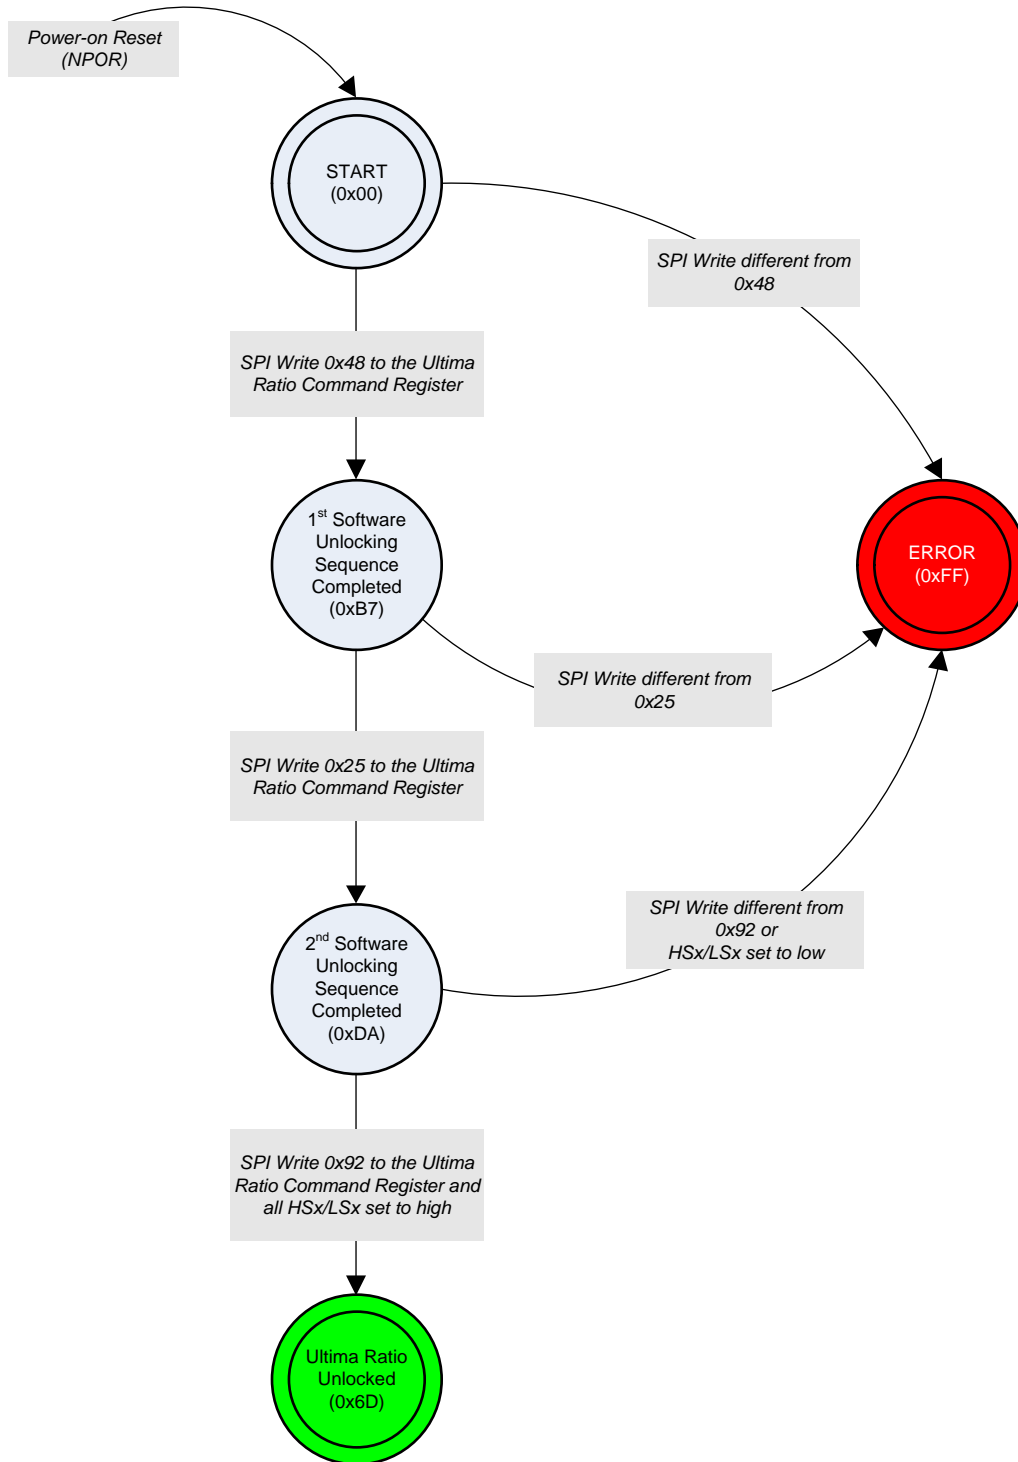 Power-on Reset
(NPOR)
START
(0x00)
SPI Write different from
0x48
SPI Write 0x48 to the Ultima
Ratio Command Register
1st Software
Unlocking
Sequence
Completed
(0xB7)
ERROR
(0xFF)
SPI Write different from
0x25
SPI Write 0x25 to the Ultima
Ratio Command Register
2nd Software
Unlocking
Sequence
Completed
(0xDA)
SPI Write different from
0x92 or
HSx/LSx set to low
SPI Write 0x92 to the Ultima
Ratio Command Register and
all HSx/LSx set to high
Ultima Ratio
Unlocked
(0x6D)